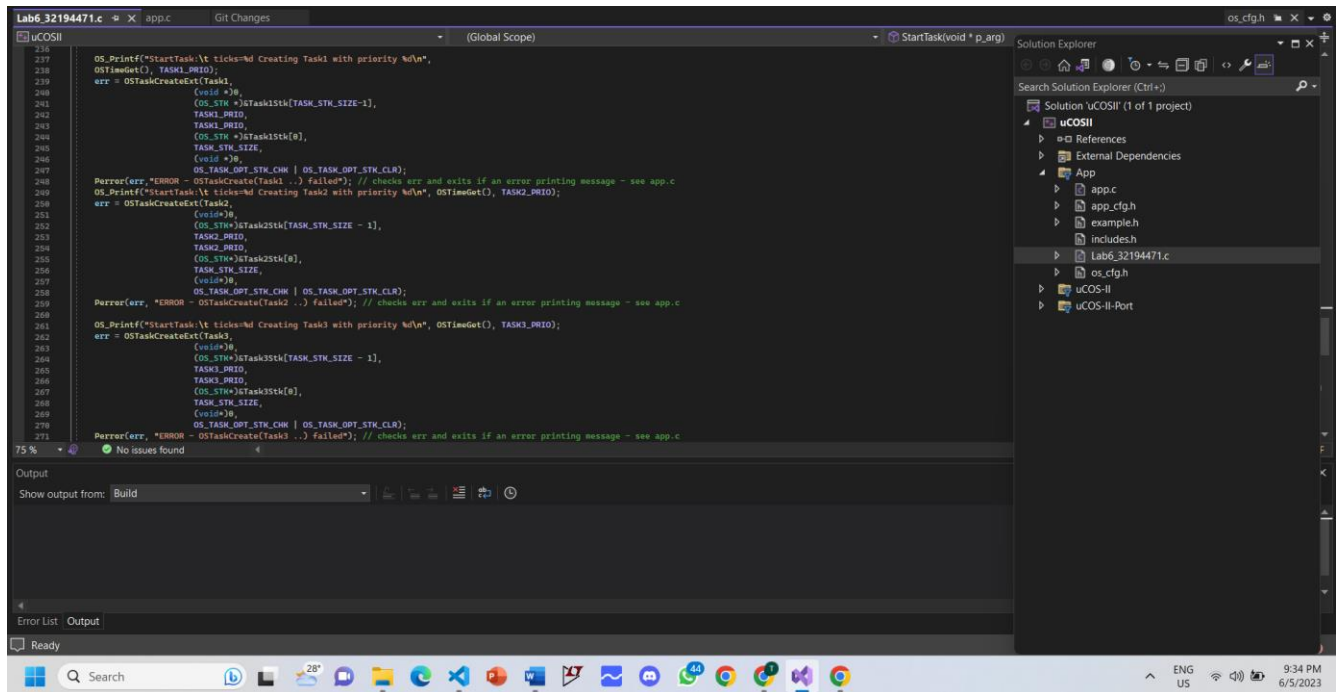 Lab6_32194471.c app.c Git Changes os_cfg.h
uCOSII (Global Scope) StartTask(void * p_arg)
236
237 OS_Printf("StartTask:\t ticks=%d Creating Task1 with priority %d\n",
238 OSTimeGet(), TASK1_PRIO);
239 err = OSTaskCreateExt(Task1,
240 (void *)0,
241 (OS_STK *)&Task1Stk[TASK_STK_SIZE-1],
242 TASK1_PRIO,
243 TASK1_PRIO,
244 (OS_STK *)&Task1Stk[0],
245 TASK_STK_SIZE,
246 (void *)0,
247 OS_TASK_OPT_STK_CHK | OS_TASK_OPT_STK_CLR);
248 Perror(err,"ERROR - OSTaskCreate(Task1 ..) failed"); // checks err and exits if an error printing message - see app.c
249 OS_Printf("StartTask:\t ticks=%d Creating Task2 with priority %d\n", OSTimeGet(), TASK2_PRIO);
250 err = OSTaskCreateExt(Task2,
251 (void*)0,
252 (OS_STK*)&Task2Stk[TASK_STK_SIZE - 1],
253 TASK2_PRIO,
254 TASK2_PRIO,
255 (OS_STK*)&Task2Stk[0],
256 TASK_STK_SIZE,
257 (void*)0,
258 OS_TASK_OPT_STK_CHK | OS_TASK_OPT_STK_CLR);
259 Perror(err, "ERROR - OSTaskCreate(Task2 ..) failed"); // checks err and exits if an error printing message - see app.c
260
261 OS_Printf("StartTask:\t ticks=%d Creating Task3 with priority %d\n", OSTimeGet(), TASK3_PRIO);
262 err = OSTaskCreateExt(Task3,
263 (void*)0,
264 (OS_STK*)&Task3Stk[TASK_STK_SIZE - 1],
265 TASK3_PRIO,
266 TASK3_PRIO,
267 (OS_STK*)&Task3Stk[0],
268 TASK_STK_SIZE,
269 (void*)0,
270 OS_TASK_OPT_STK_CHK | OS_TASK_OPT_STK_CLR);
271 Perror(err, "ERROR - OSTaskCreate(Task3 ..) failed"); // checks err and exits if an error printing message - see app.c
75 % No issues found
Output
Show output from: Build
Error List Output
Ready
Solution Explorer
Search Solution Explorer (Ctrl+;)
Solution 'uCOSII' (1 of 1 project)
uCOSII
References
External Dependencies
App
app.c
app_cfg.h
example.h
includes.h
Lab6_32194471.c
os_cfg.h
uCOS-II
uCOS-II-Port
Search
28°
44
ENG
US
9:34 PM
6/5/2023